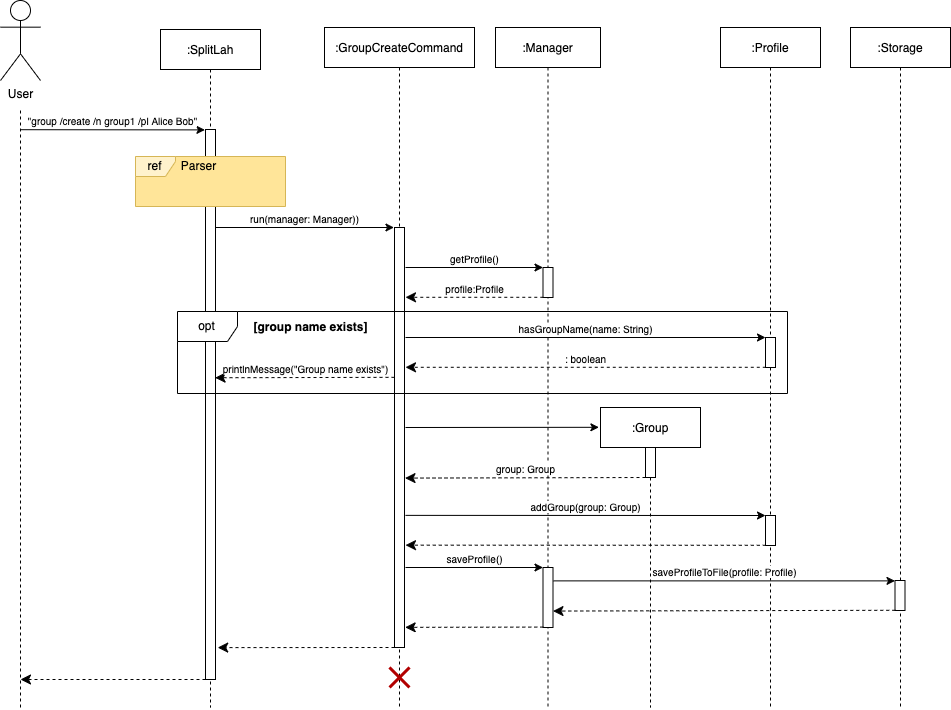 User
:SplitLah
:GroupCreateCommand
:Manager
:Profile
:Storage
"group /create /n group1 /pl Alice Bob"
ref
Parser
run(manager: Manager))
getProfile()
profile:Profile
opt
[group name exists]
hasGroupName(name: String)
: boolean
printlnMessage("Group name exists")
:Group
group: Group
addGroup(group: Group)
saveProfile()
saveProfileToFile(profile: Profile)